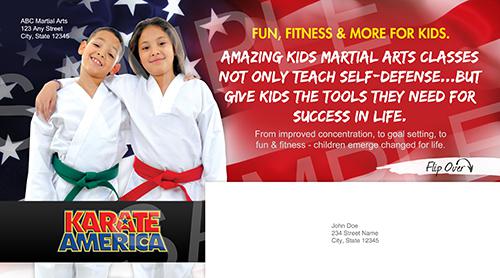 ABC Martial Arts
123 Any Street
City, State 12345
FUN, FITNESS & MORE FOR KIDS.
AMAZING KIDS MARTIAL ARTS CLASSES
NOT ONLY TEACH SELF-DEFENSE...BUT
GIVE KIDS THE TOOLS THEY NEED FOR
SUCCESS IN LIFE.
From improved concentration, to goal setting, to
fun & fitness - children emerge changed for life.
Flip Over
KARATE
AMERICA
John Doe
234 Street Name
City, State 12345